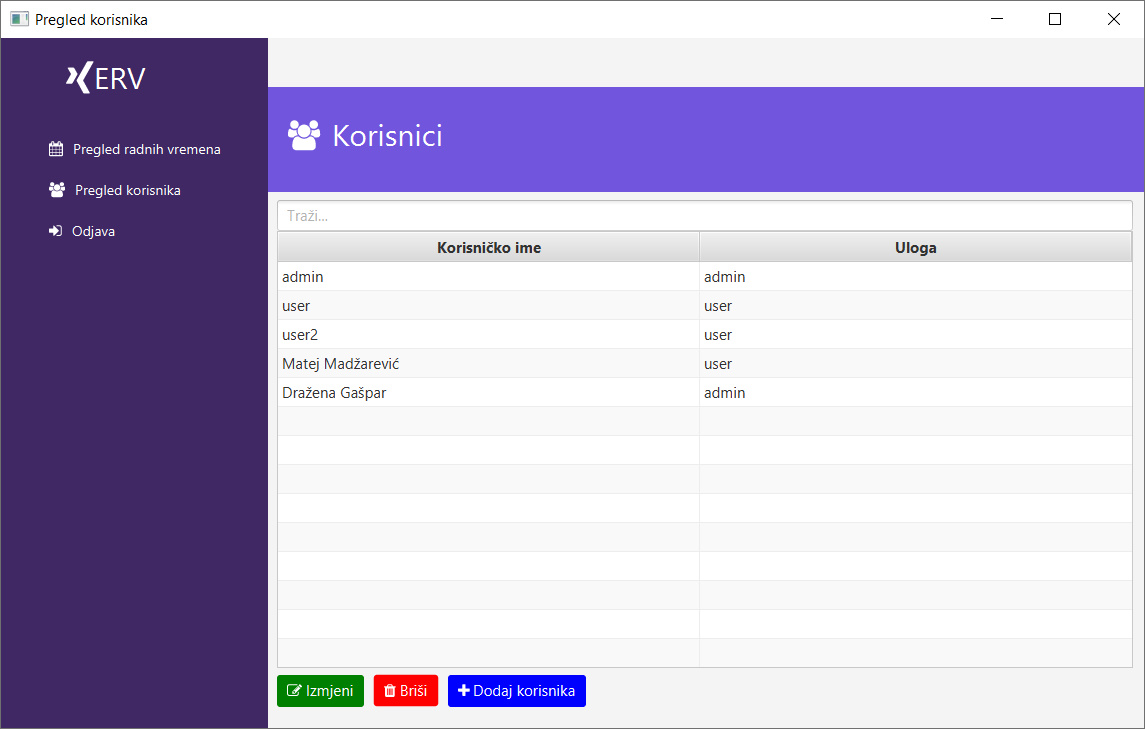 Pregled korisnika
ERV
Pregled radnih vremena
Pregled korisnika
Odjava
Korisnici
Traži...
Korisničko ime Uloga
admin admin
user user
user2 user
Matej Madžarević user
Dražena Gašpar admin
Izmjeni Briši Dodaj korisnika